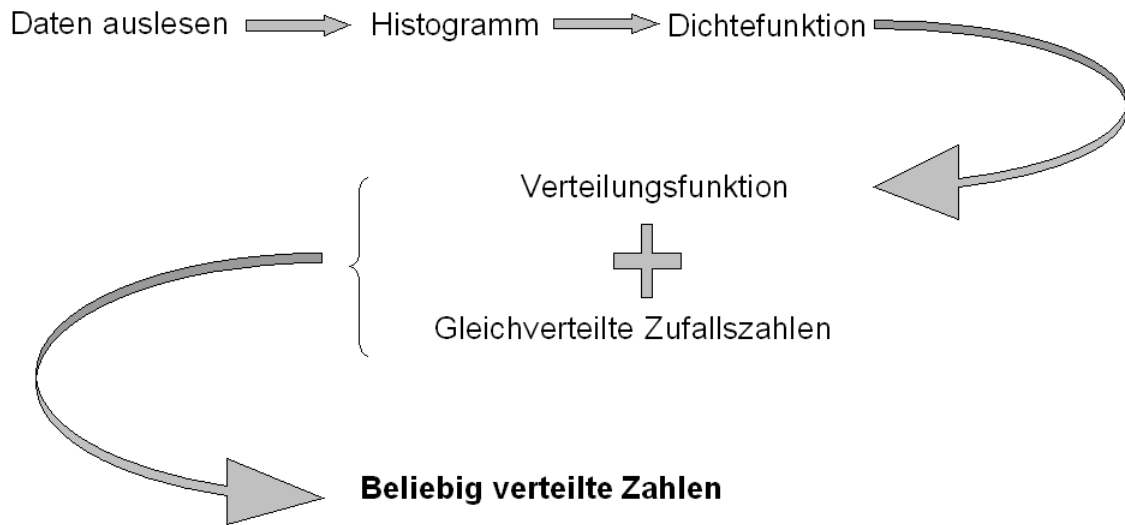 Daten auslesen Histogramm Dichtefunktion
Verteilungsfunktion
Gleichverteilte Zufallszahlen
Beliebig verteilte Zahlen